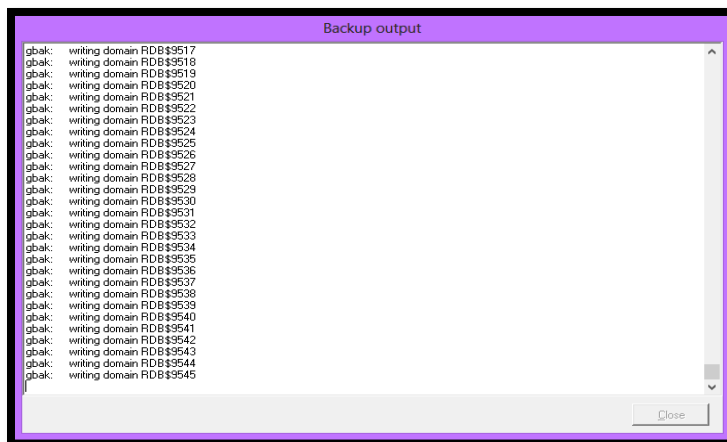 Backup output
gbak: writing domain RDB$9517
gbak: writing domain RDB$9518
gbak: writing domain RDB$9519
gbak: writing domain RDB$9520
gbak: writing domain RDB$9521
gbak: writing domain RDB$9522
gbak: writing domain RDB$9523
gbak: writing domain RDB$9524
gbak: writing domain RDB$9525
gbak: writing domain RDB$9526
gbak: writing domain RDB$9527
gbak: writing domain RDB$9528
gbak: writing domain RDB$9529
gbak: writing domain RDB$9530
gbak: writing domain RDB$9531
gbak: writing domain RDB$9532
gbak: writing domain RDB$9533
gbak: writing domain RDB$9534
gbak: writing domain RDB$9535
gbak: writing domain RDB$9536
gbak: writing domain RDB$9537
gbak: writing domain RDB$9538
gbak: writing domain RDB$9539
gbak: writing domain RDB$9540
gbak: writing domain RDB$9541
gbak: writing domain RDB$9542
gbak: writing domain RDB$9543
gbak: writing domain RDB$9544
gbak: writing domain RDB$9545
Close